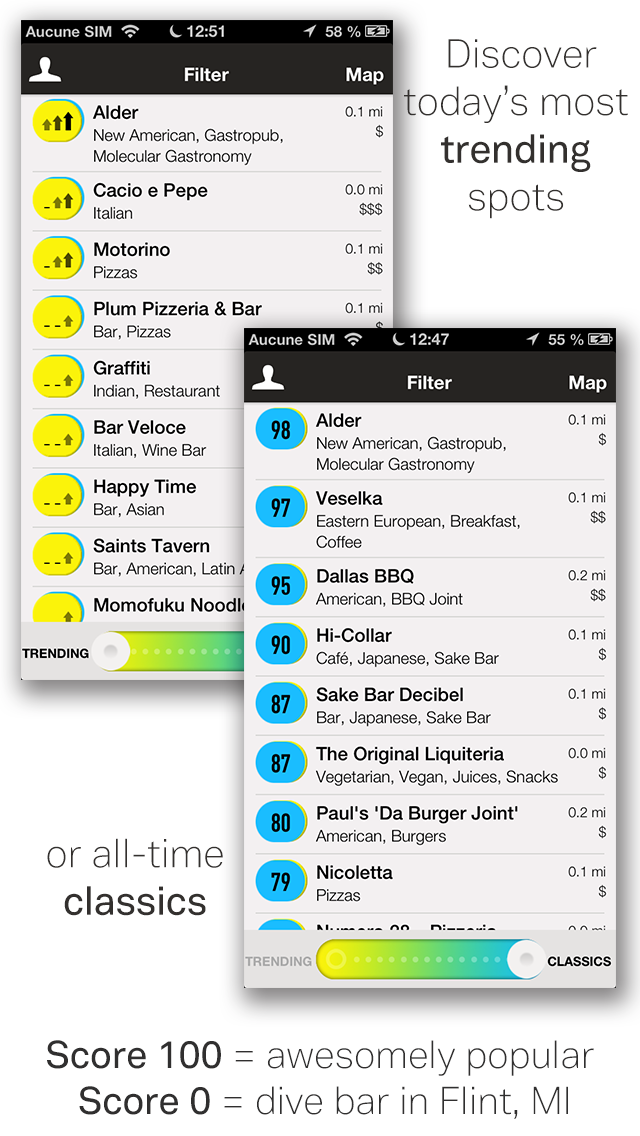 Aucune SIM 12:51 58 %
Filter Map
Alder 0.1 mi
New American, Gastropub, $
Molecular Gastronomy
Cacio e Pepe 0.0 mi
Italian $$$
Motorino 0.1 mi
Pizzas $$
Plum Pizzeria & Bar 0.1 mi
Bar, Pizzas
Graffiti
Indian, Restaurant
Bar Veloce
Italian, Wine Bar
Happy Time
Bar, Asian
Saints Tavern
Bar, American, Latin
Momofuku
TRENDING
Discover
today's most
trending
spots
Aucune SIM 12:47 55 %
Filter Map
98 Alder 0.1 mi
New American, Gastropub, $
Molecular Gastronomy
97 Veselka 0.1 mi
Eastern European, Breakfast, $$
Coffee
95 Dallas BBQ 0.2 mi
American, BBQ Joint $$
90 Hi-Collar 0.1 mi
Café, Japanese, Sake Bar $
87 Sake Bar Decibel 0.1 mi
Bar, Japanese, Sake Bar $
87 The Original Liquiteria 0.0 mi
Vegetarian, Vegan, Juices, Snacks $
80 Paul's 'Da Burger Joint' 0.2 mi
American, Burgers $
79 Nicoletta 0.1 mi
Pizzas $
TRENDING CLASSICS
or all-time
classics
Score 100 = awesomely popular
Score 0 = dive bar in Flint, MI